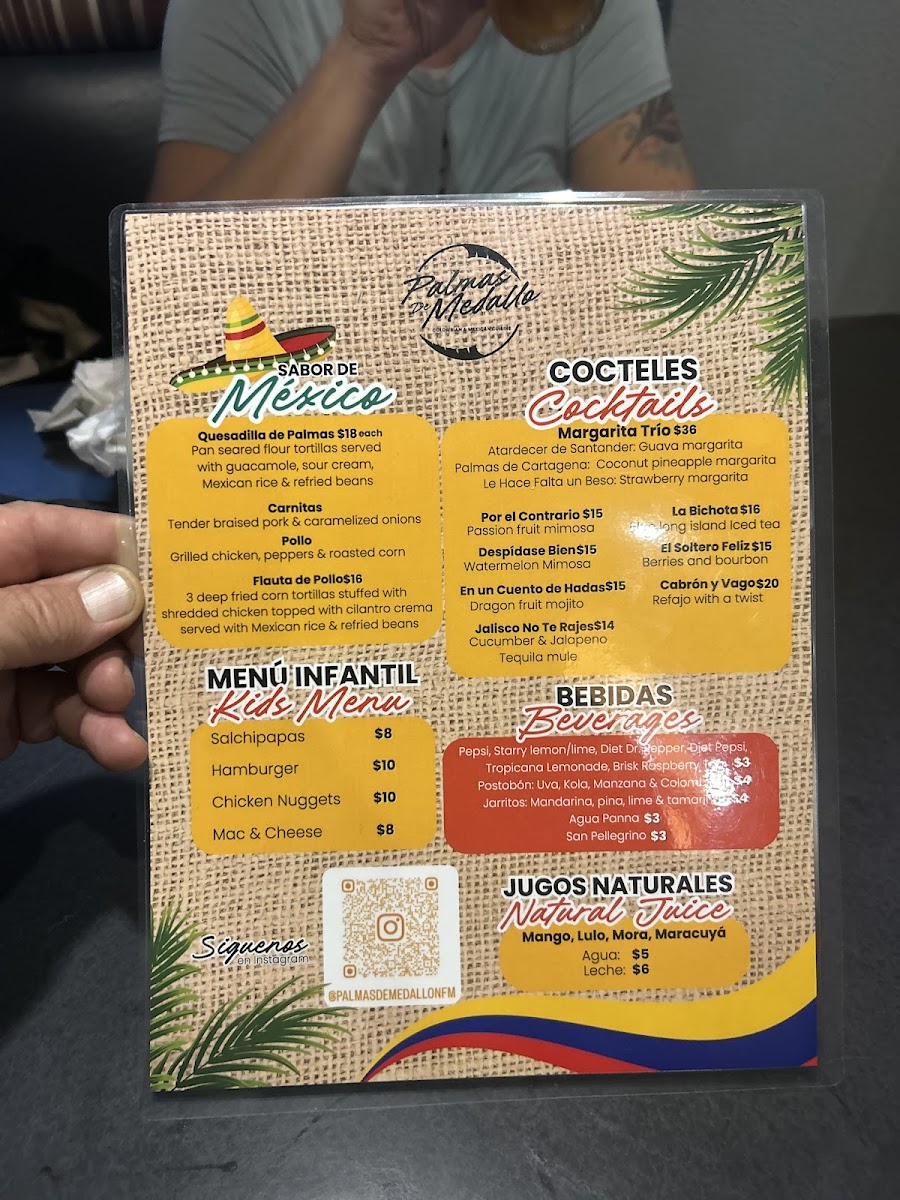 Palmas
De Medallo
COLOMBIAN & MEXICAN CUISINE
SABOR DE
México
Quesadilla de Palmas $18 each
Pan seared flour tortillas served
with guacamole, sour cream,
Mexican rice & refried beans
Carnitas
Tender braised pork & caramelized onions
Pollo
Grilled chicken, peppers & roasted corn
Flauta de Pollo$16
3 deep fried corn tortillas stuffed with
shredded chicken topped with cilantro crema
served with Mexican rice & refried beans
MENÚ INFANTIL
Kids Menu
Salchipapas $8
Hamburger $10
Chicken Nuggets $10
Mac & Cheese $8
Síguenos
en Instagram
@PALMASDEMEDALLONFM
COCTELES
Cocktails
Margarita Trío $36
Atardecer de Santander: Guava margarita
Palmas de Cartagena: Coconut pineapple margarita
Le Hace Falta un Beso: Strawberry margarita
Por el Contrario $15
Passion fruit mimosa
Despídase Bien$15
Watermelon Mimosa
En un Cuento de Hadas$15
Dragon fruit mojito
Jalisco No Te Rajes$14
Cucumber & Jalapeno
Tequila mule
La Bichota $16
long island Iced tea
El Soltero Feliz $15
Berries and bourbon
Cabrón y Vago$20
Refajo with a twist
BEBIDAS
Beverages
Pepsi, Starry lemon/lime, Diet Dr. Pepper, Diet Pepsi,
Tropicana Lemonade, Brisk Raspberry $3
Postobón: Uva, Kola, Manzana & $4
Jarritos: Mandarina, pina, lime & $4
Agua Panna $3
San Pellegrino $3
JUGOS NATURALES
Natural Juice
Mango, Lulo, Mora, Maracuyá
Agua: $5
Leche: $6